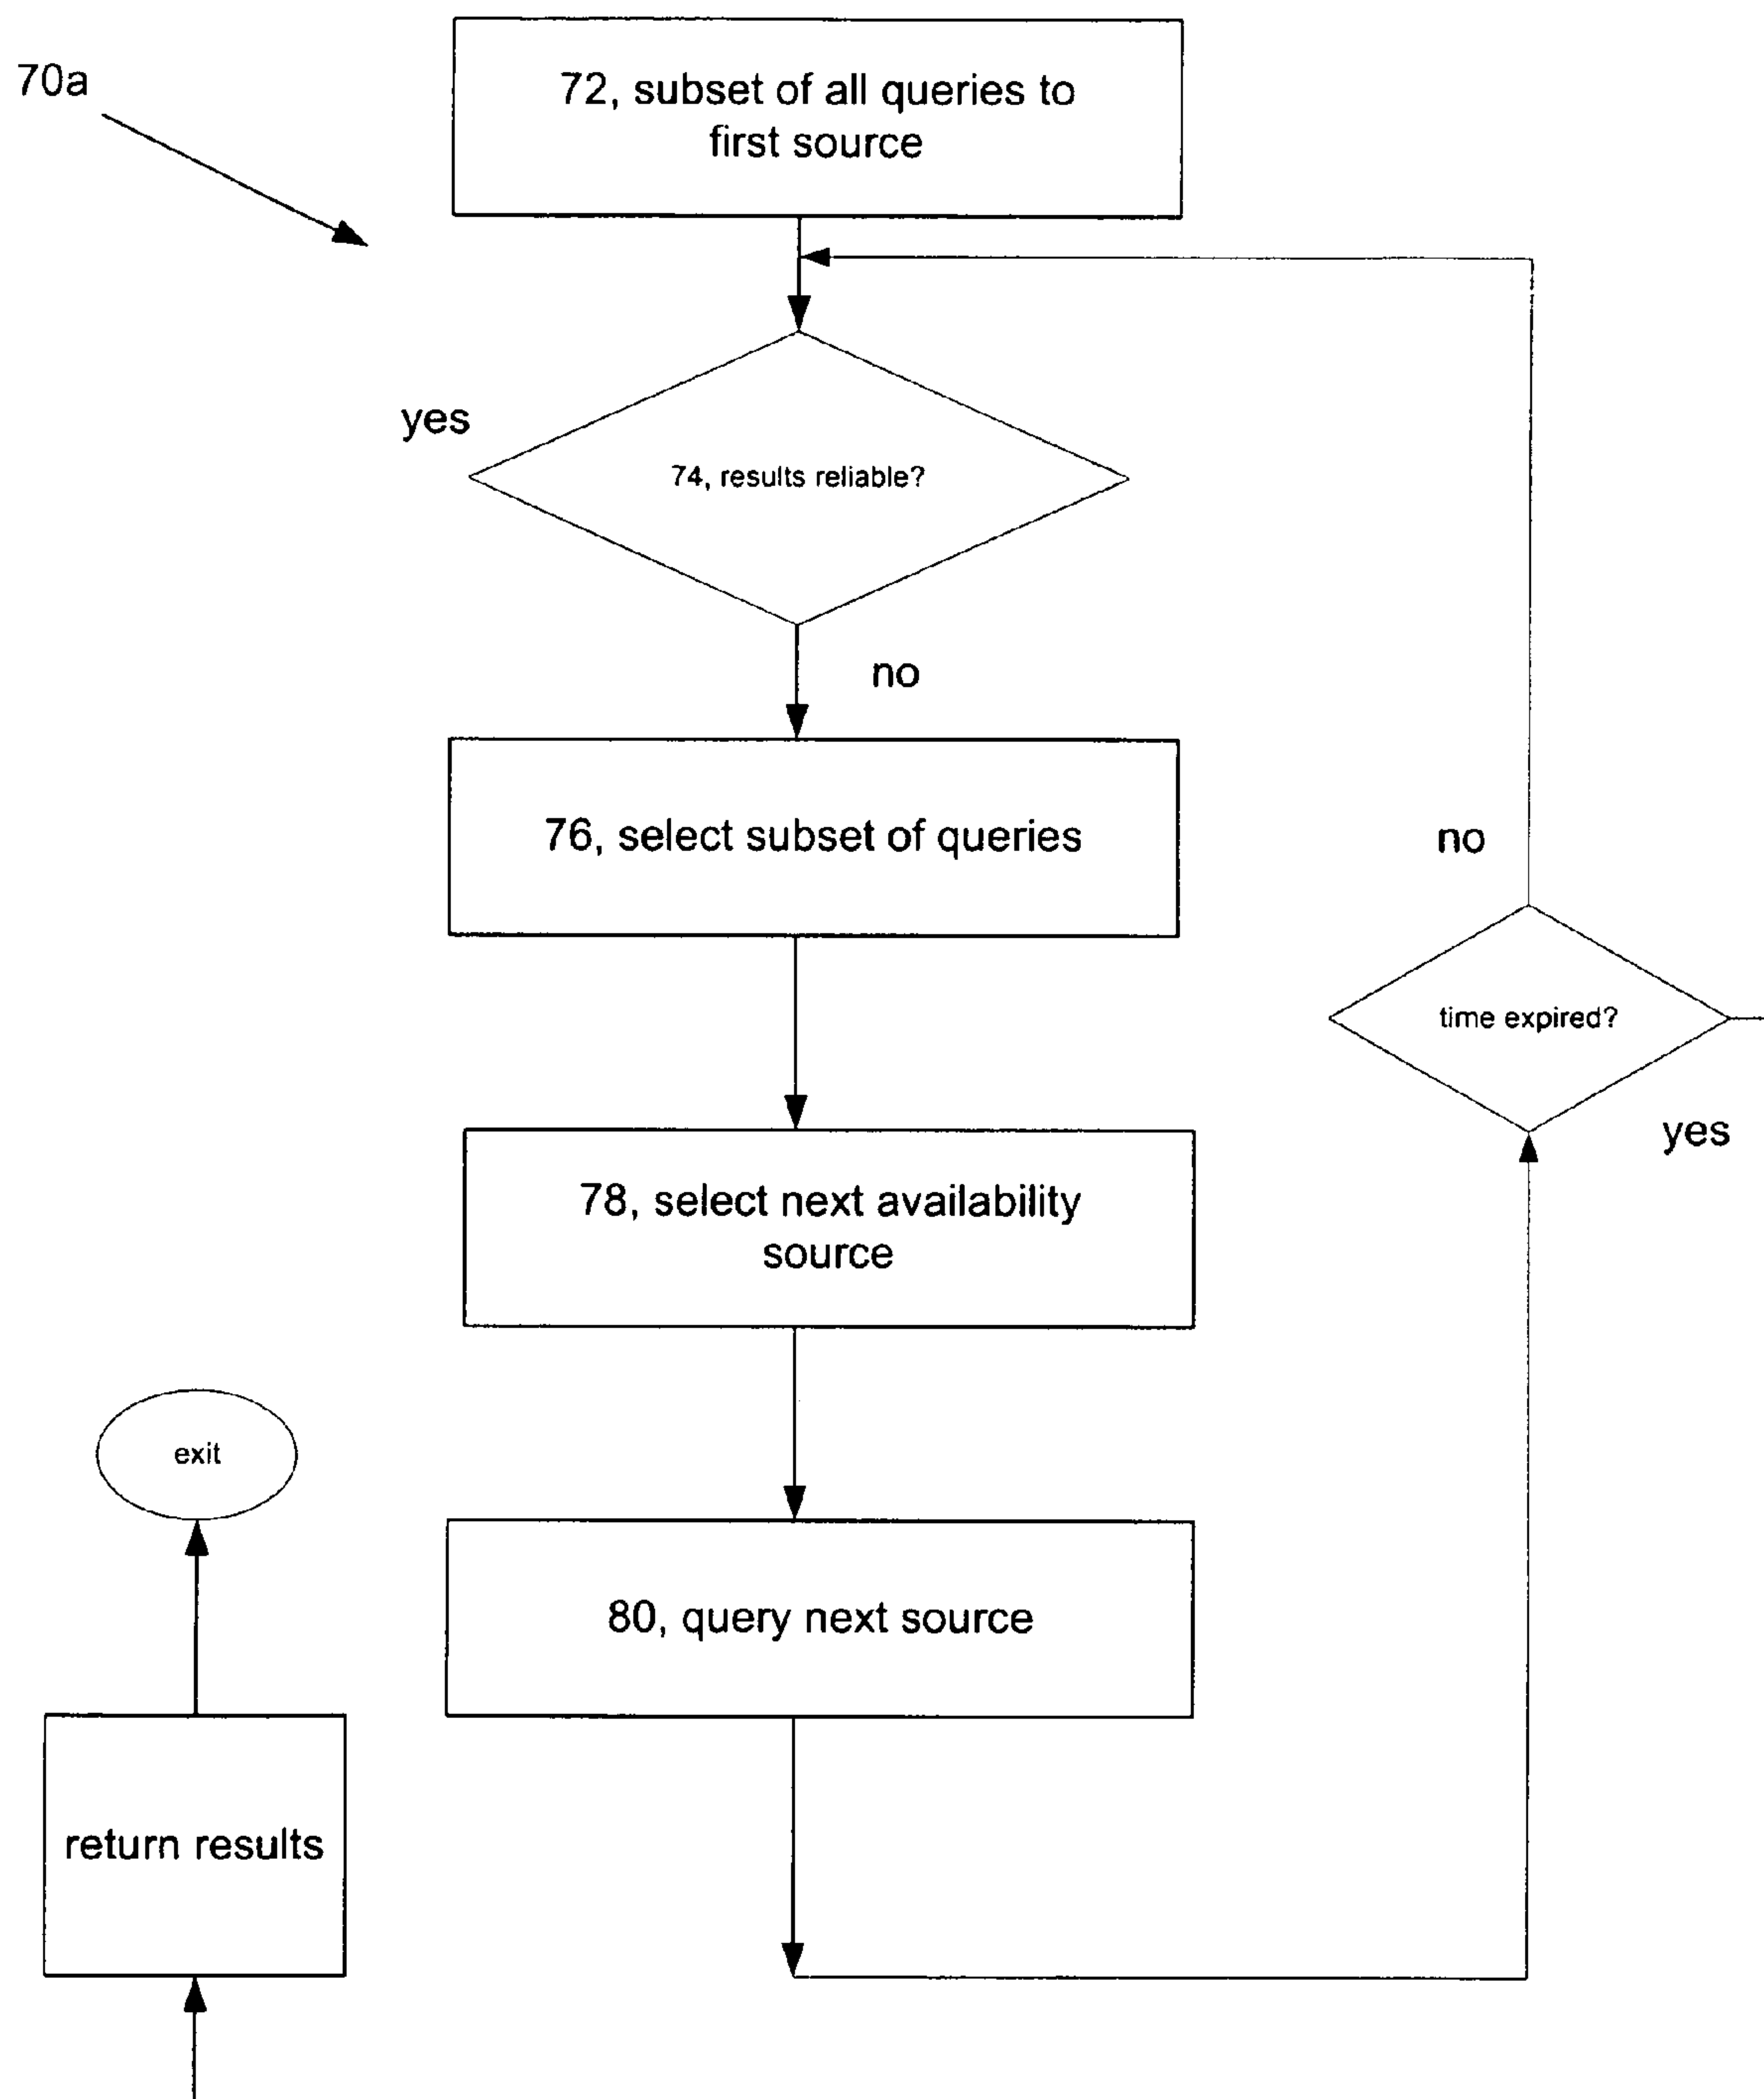 70a
72, subset of all queries to
first source
yes
74, results reliable?
no
76, select subset of queries
no
time expired?
yes
78, select next availability
source
exit
80, query next source
return results